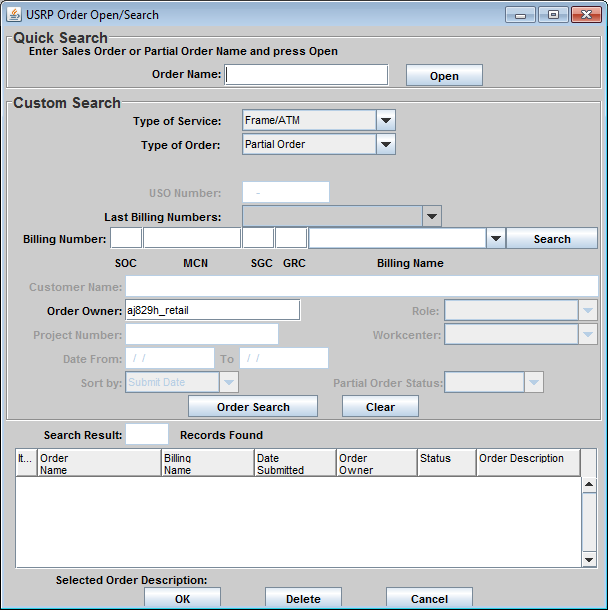 USRP Order Open/Search
Quick Search
Enter Sales Order or Partial Order Name and press Open
Order Name: Open
Custom Search
Type of Service: Frame/ATM
Type of Order: Partial Order
USO Number: -
Last Billing Numbers:
Billing Number: Search
SOC MCN SGC GRC Billing Name
Customer Name:
Order Owner: aj829h_retail Role:
Project Number: Workcenter:
Date From: / / To / /
Sort by: Submit Date Partial Order Status:
Order Search Clear
Search Result: Records Found
It... Order Name Billing Name Date Submitted Order Owner Status Order Description
Selected Order Description:
OK Delete Cancel